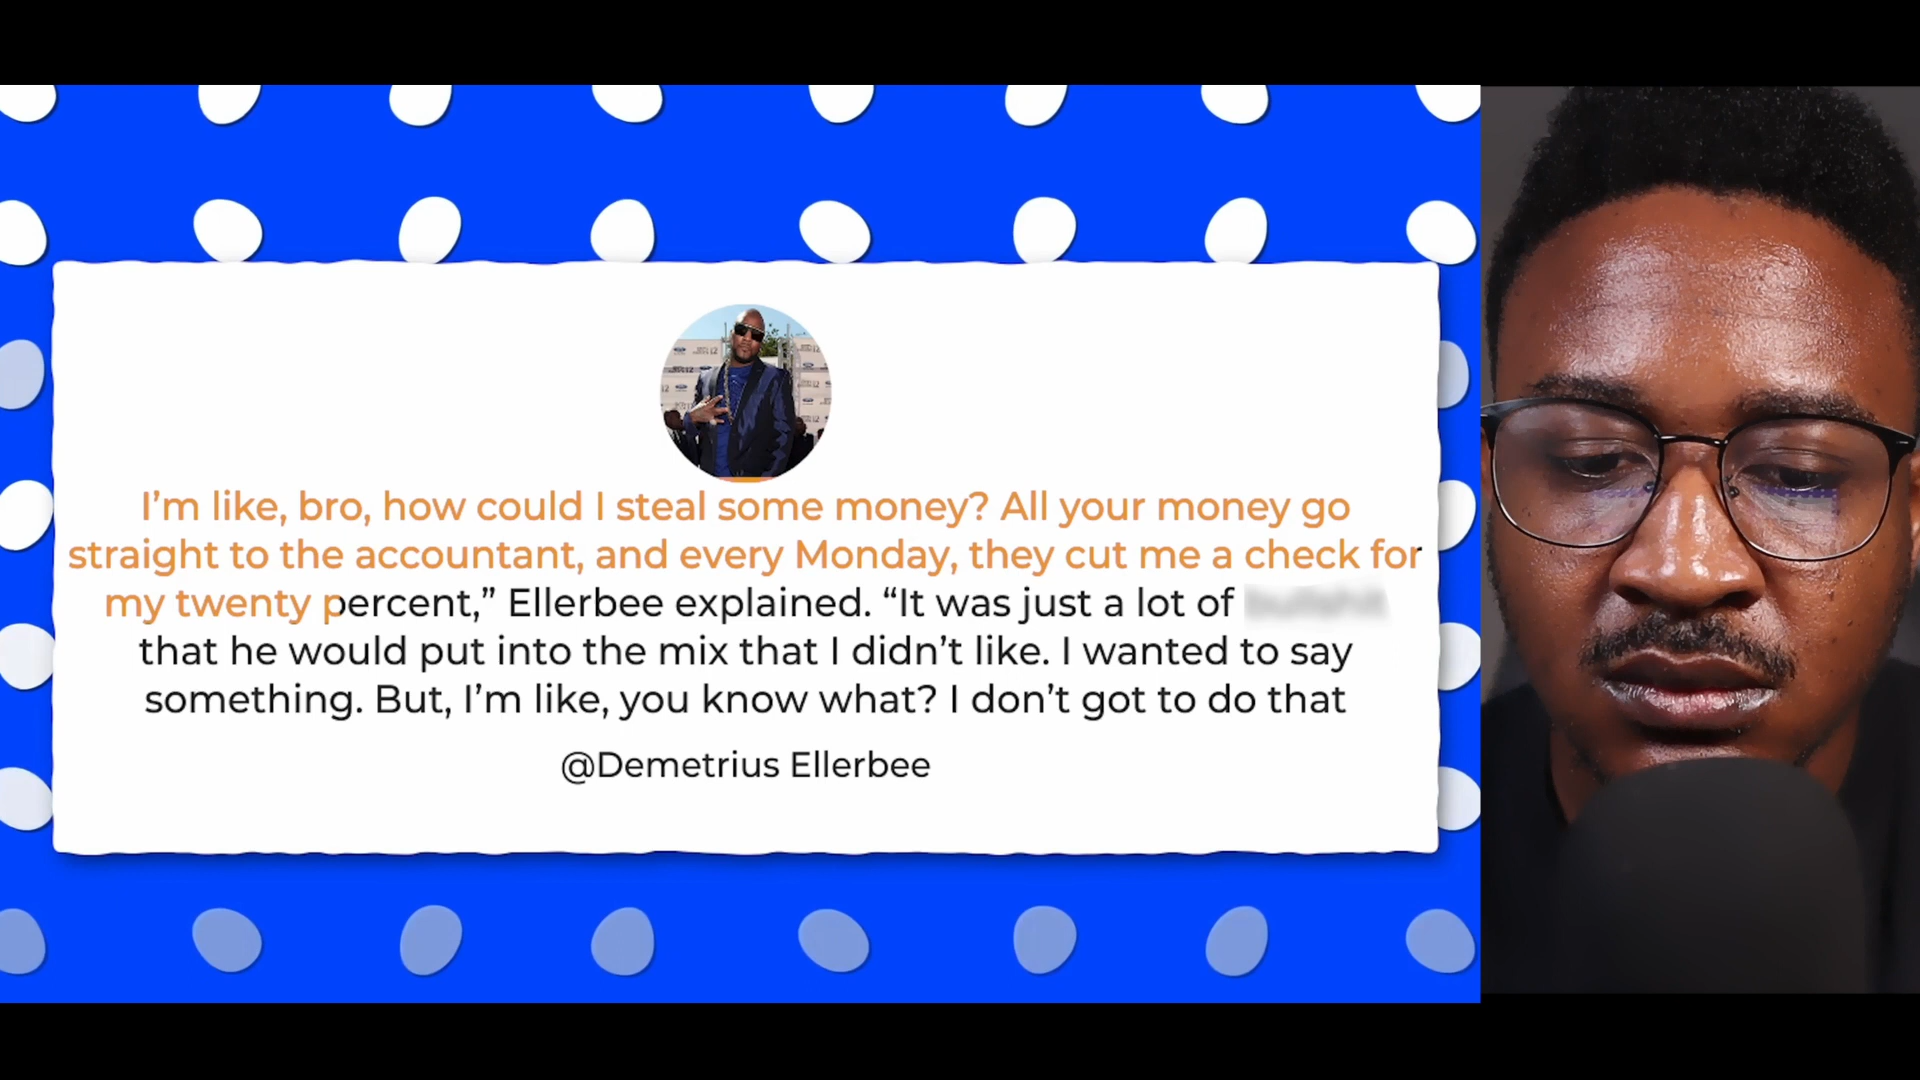 I’m like, bro, how could I steal some money? All your money go
straight to the accountant, and every Monday, they cut me a check for
my twenty percent,” Ellerbee explained. “It was just a lot of
that he would put into the mix that I didn’t like. I wanted to say
something. But, I’m like, you know what? I don’t got to do that
@Demetrius Ellerbee